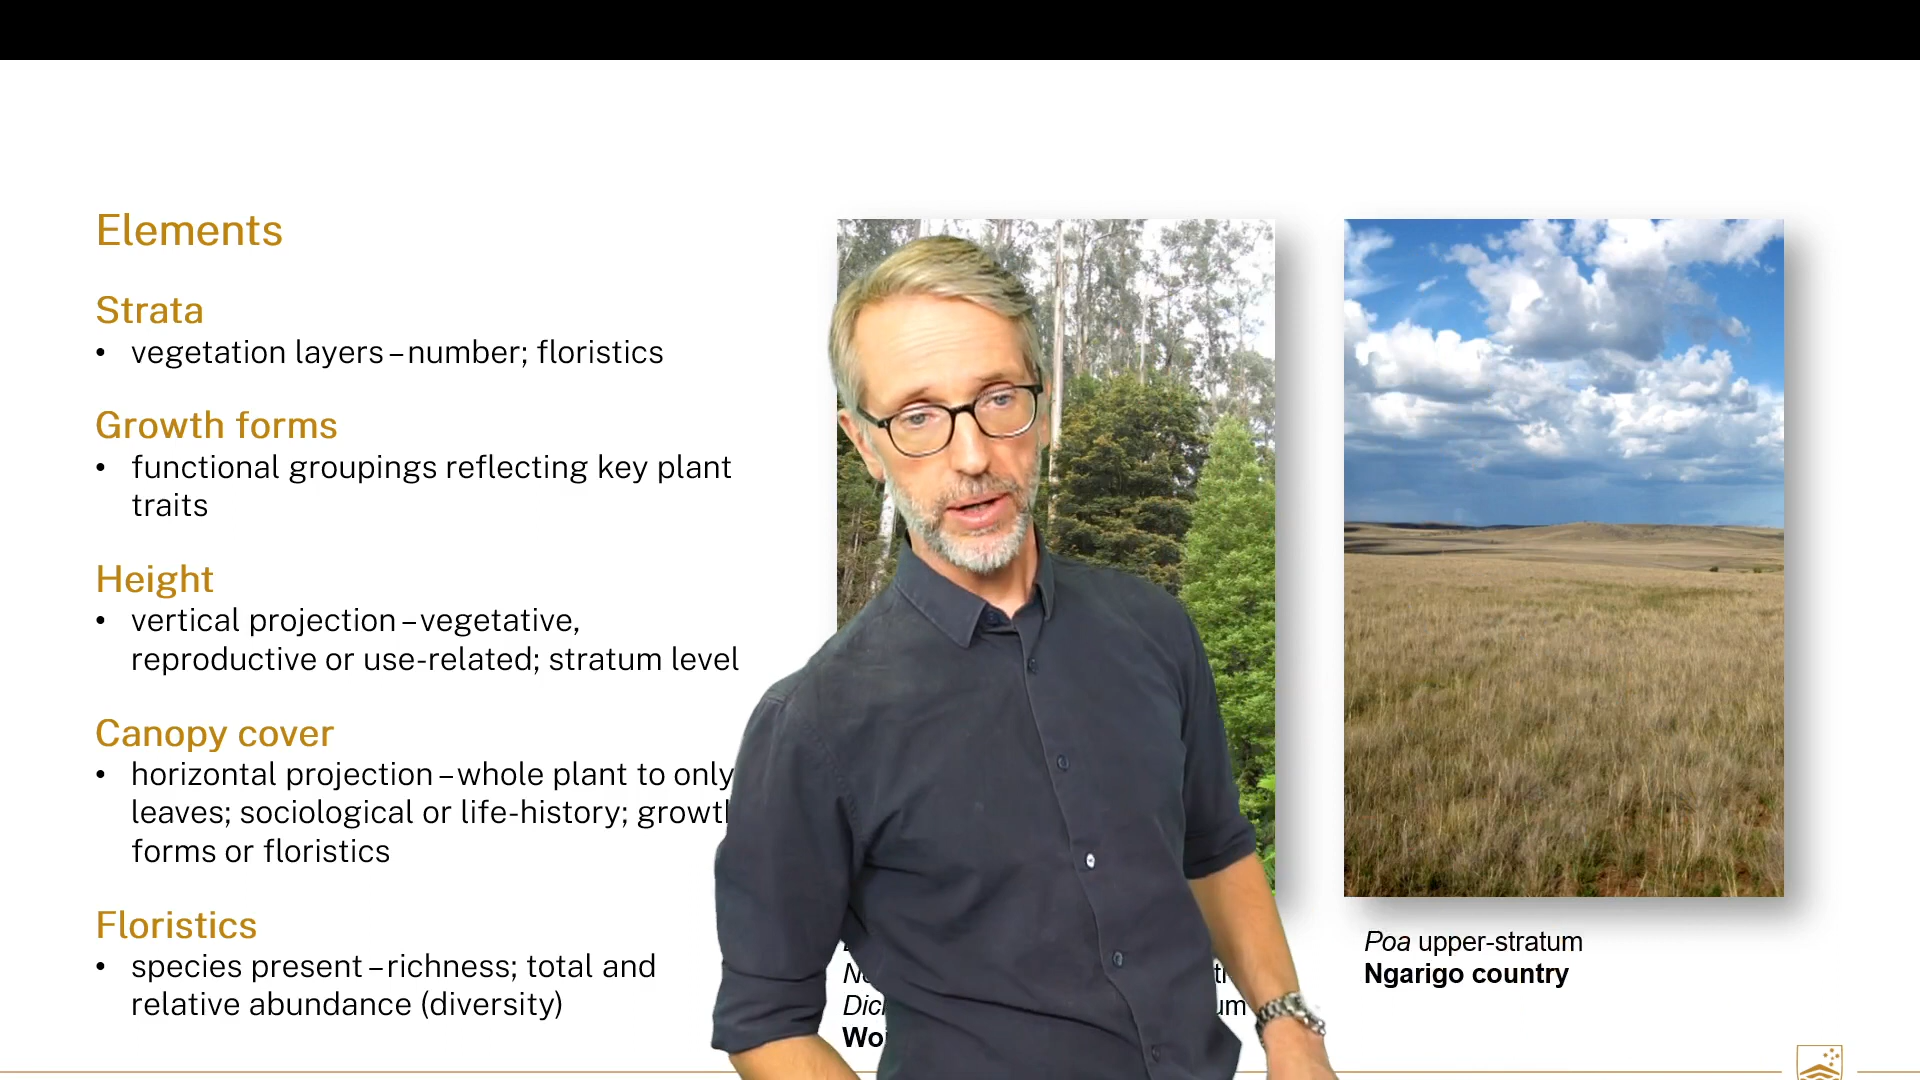 Elements
Strata
• vegetation layers – number; floristics
Growth forms
• functional groupings reflecting key plant
traits
Height
• vertical projection – vegetative,
reproductive or use-related; stratum level
Canopy cover
• horizontal projection – whole plant to only
leaves; sociological or life-history;
forms or floristics
Floristics
• species present – richness; total and
relative abundance (diversity)
Poa upper-stratum
Ngarigo country